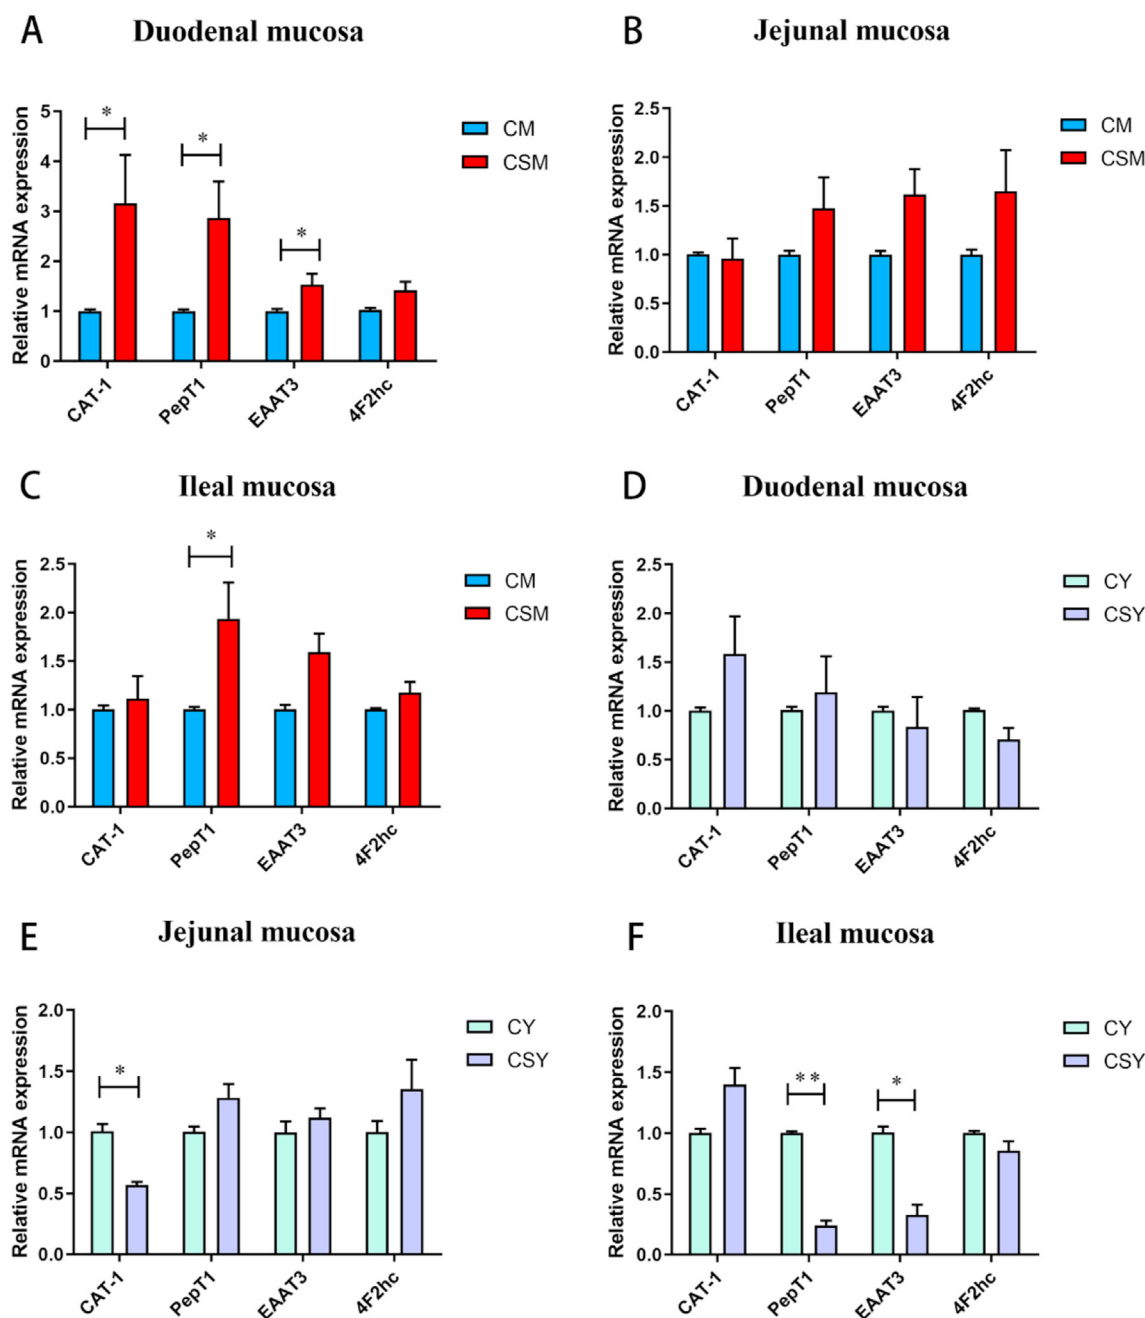 A Duodenal mucosa
Relative mRNA expression
5
4
3
2
1
0
*
*
*
CM
CSM
CAT-1 PepT1 EAAT3 4F2hc
B Jejunal mucosa
Relative mRNA expression
2.5
2.0
1.5
1.0
0.5
0.0
CM
CSM
CAT-1 PepT1 EAAT3 4F2hc
C Ileal mucosa
Relative mRNA expression
2.5
2.0
1.5
1.0
0.5
0.0
*
CM
CSM
CAT-1 PepT1 EAAT3 4F2hc
D Duodenal mucosa
Relative mRNA expression
2.5
2.0
1.5
1.0
0.5
0.0
CY
CSY
CAT-1 PepT1 EAAT3 4F2hc
E Jejunal mucosa
Relative mRNA expression
2.0
1.5
1.0
0.5
0.0
*
CY
CSY
CAT-1 PepT1 EAAT3 4F2hc
F Ileal mucosa
Relative mRNA expression
2.0
1.5
1.0
0.5
0.0
**
*
CY
CSY
CAT-1 PepT1 EAAT3 4F2hc